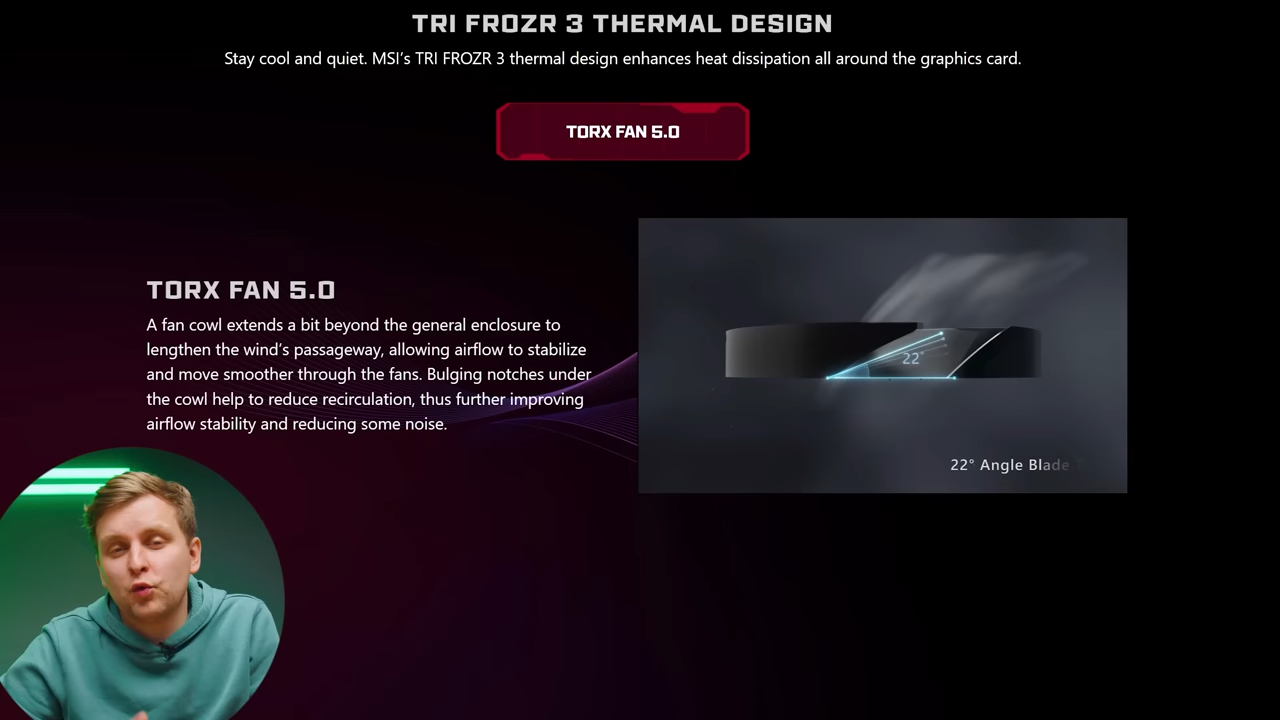 TRI FROZR 3 THERMAL DESIGN
Stay cool and quiet. MSI's TRI FROZR 3 thermal design enhances heat dissipation all around the graphics card.
TORX FAN 5.0
TORX FAN 5.0
A fan cowl extends a bit beyond the general enclosure to
lengthen the wind's passageway, allowing airflow to stabilize
and move smoother through the fans. Bulging notches under
the cowl help to reduce recirculation, thus further improving
airflow stability and reducing some noise.
22°
22° Angle Blade